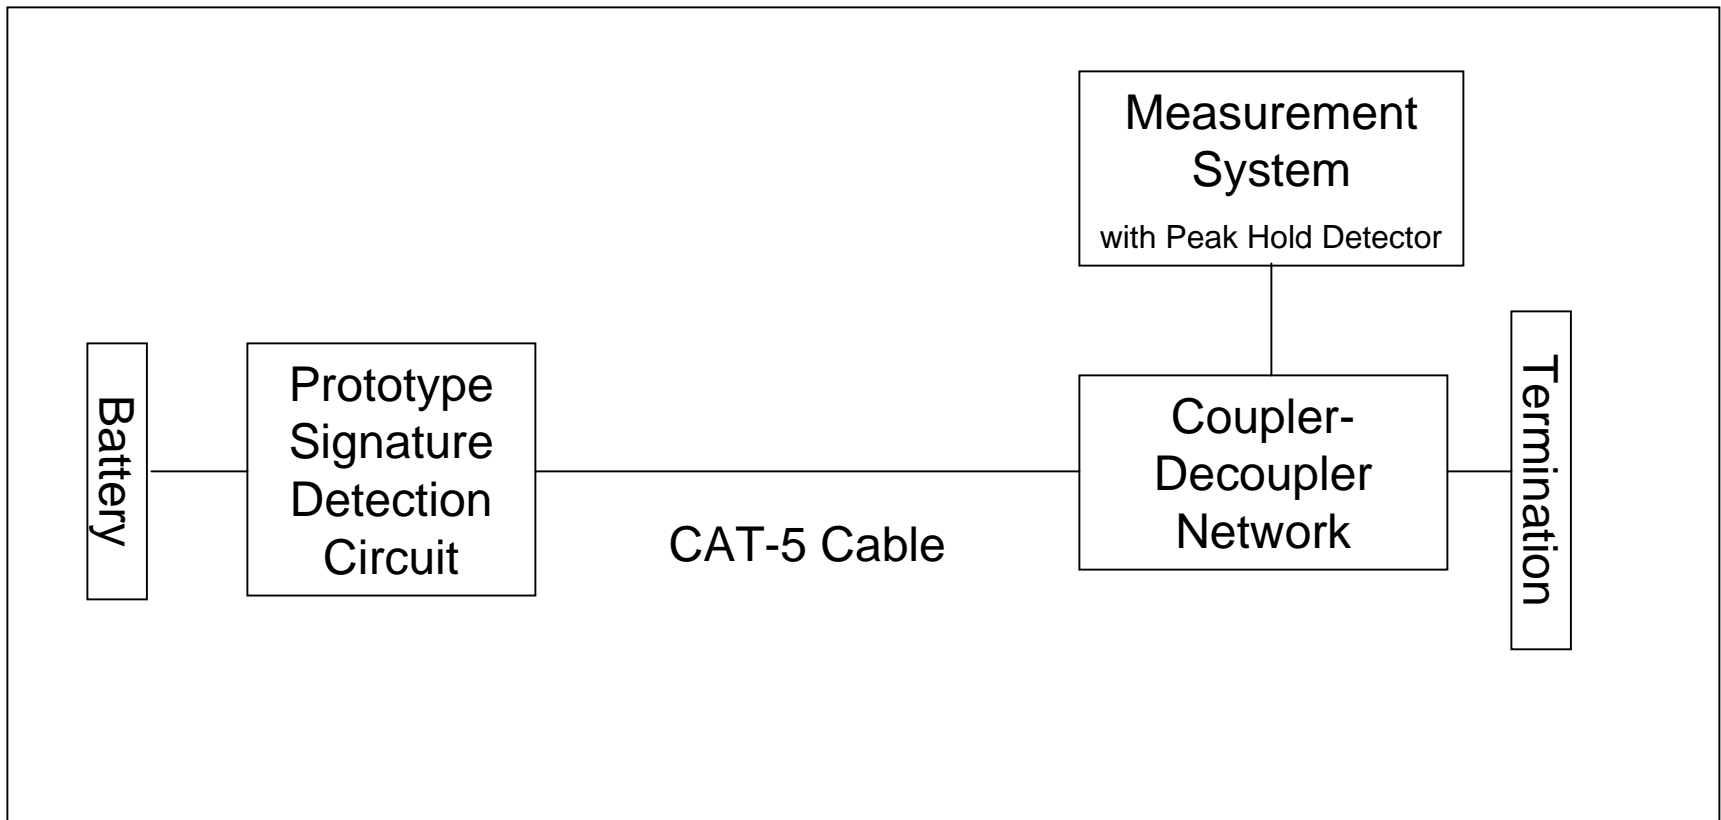 Measurement
System
with Peak Hold Detector
Battery
Prototype
Signature
Detection
Circuit
CAT-5 Cable
Coupler-
Decoupler
Network
Termination